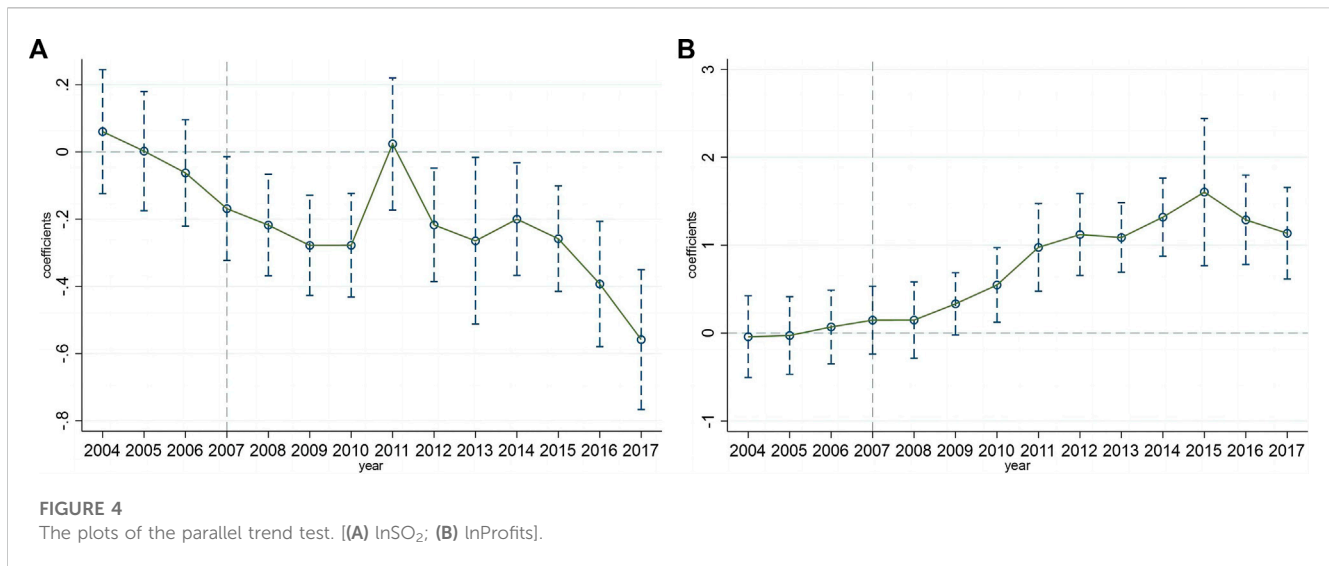 A
B
.2
0
-.2
-.4
-.6
-.8
coefficients
2004 2005 2006 2007 2008 2009 2010 2011 2012 2013 2014 2015 2016 2017
year
3
2
1
0
-1
coefficients
2004 2005 2006 2007 2008 2009 2010 2011 2012 2013 2014 2015 2016 2017
year
FIGURE 4
The plots of the parallel trend test. [(A) lnSO₂; (B) lnProfits].